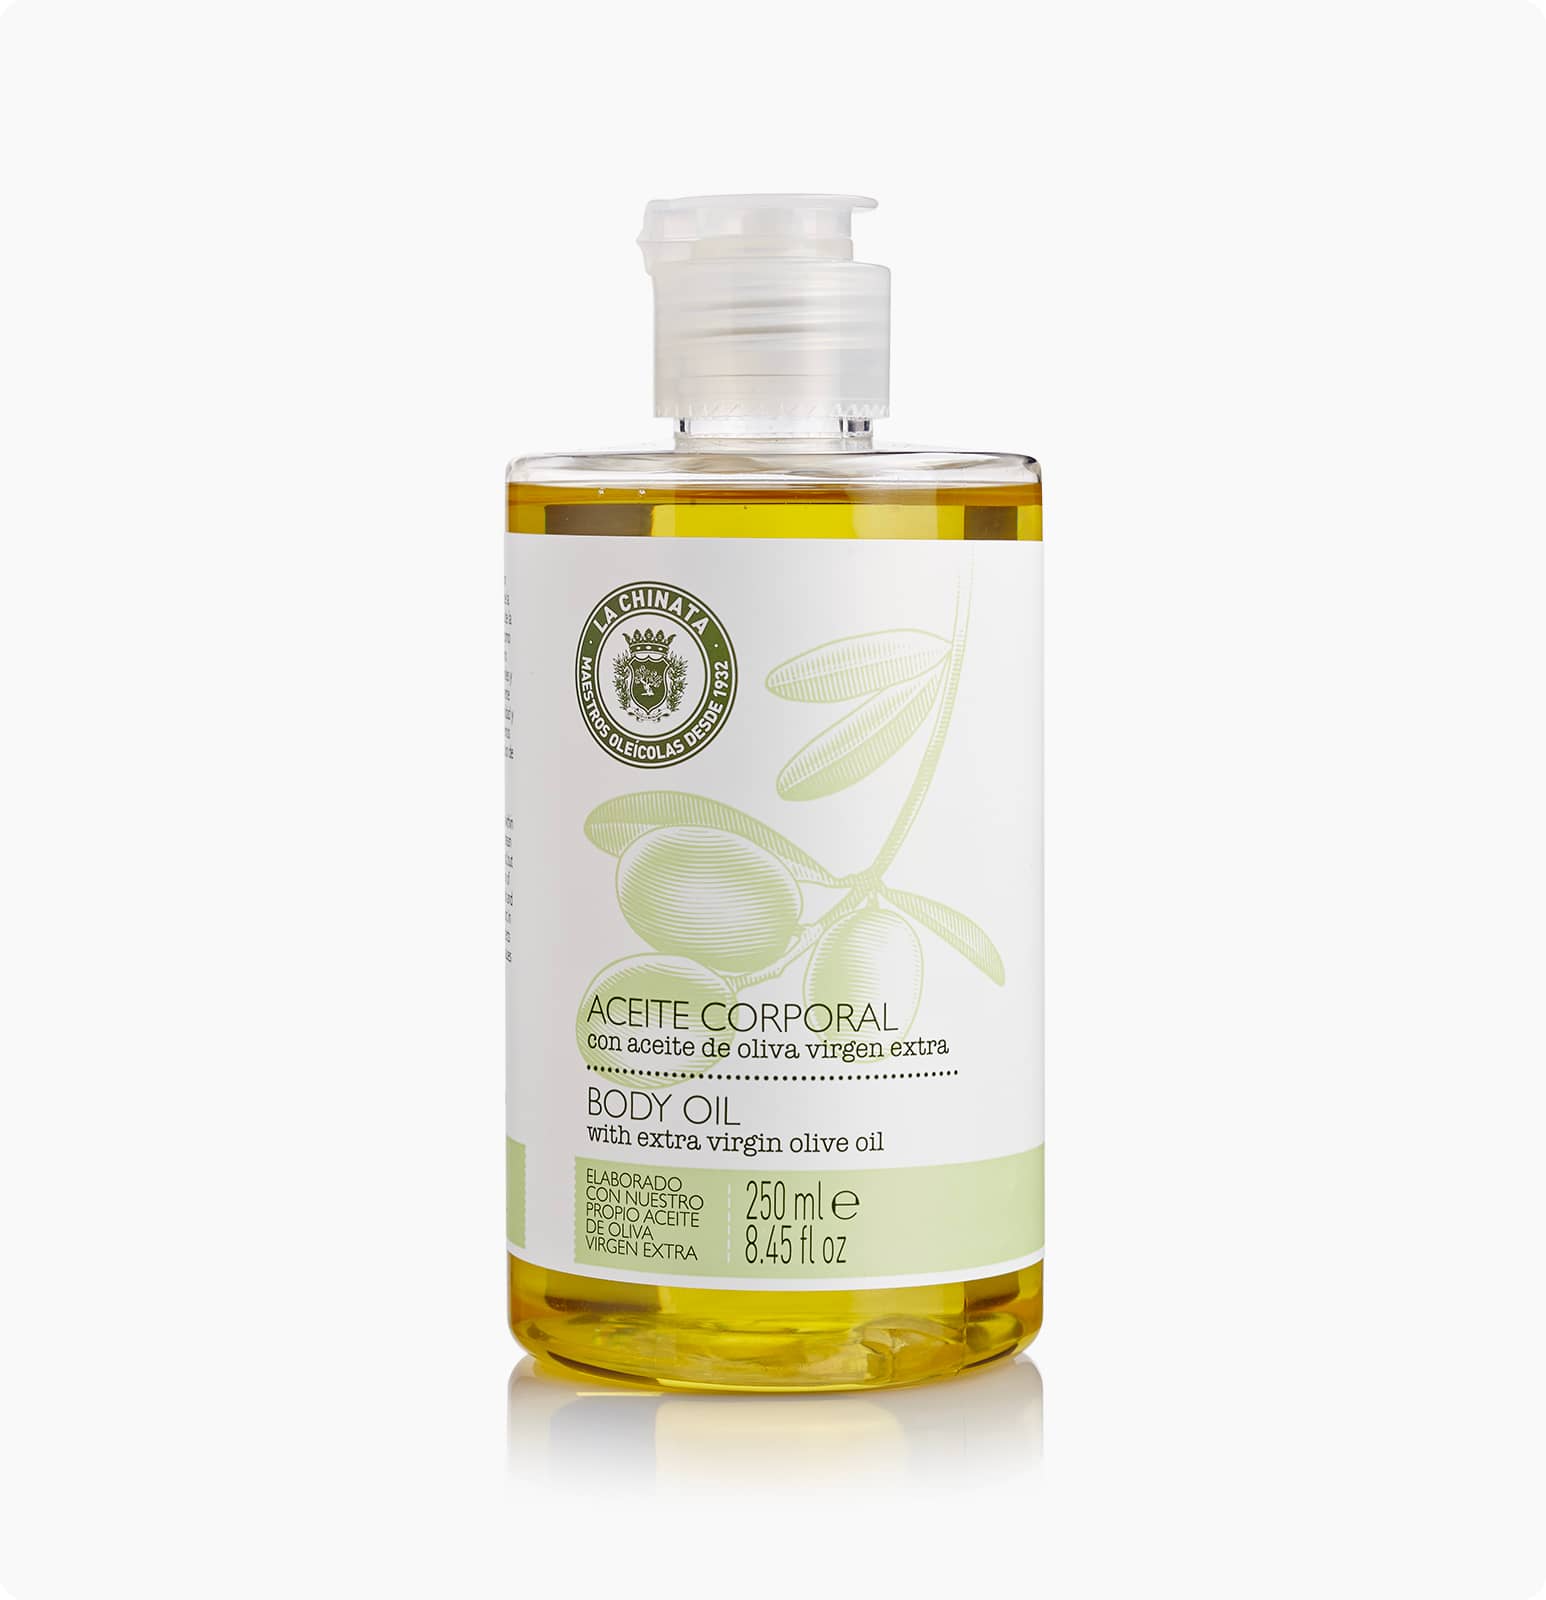 LA CHINATA
MAESTROS OLEÍCOLAS DESDE 1932
ACEITE CORPORAL
con aceite de oliva virgen extra
BODY OIL
with extra virgin olive oil
ELABORADO
CON NUESTRO
PROPIO ACEITE
DE OLIVA
VIRGEN EXTRA
250 ml e
8.45 fl oz